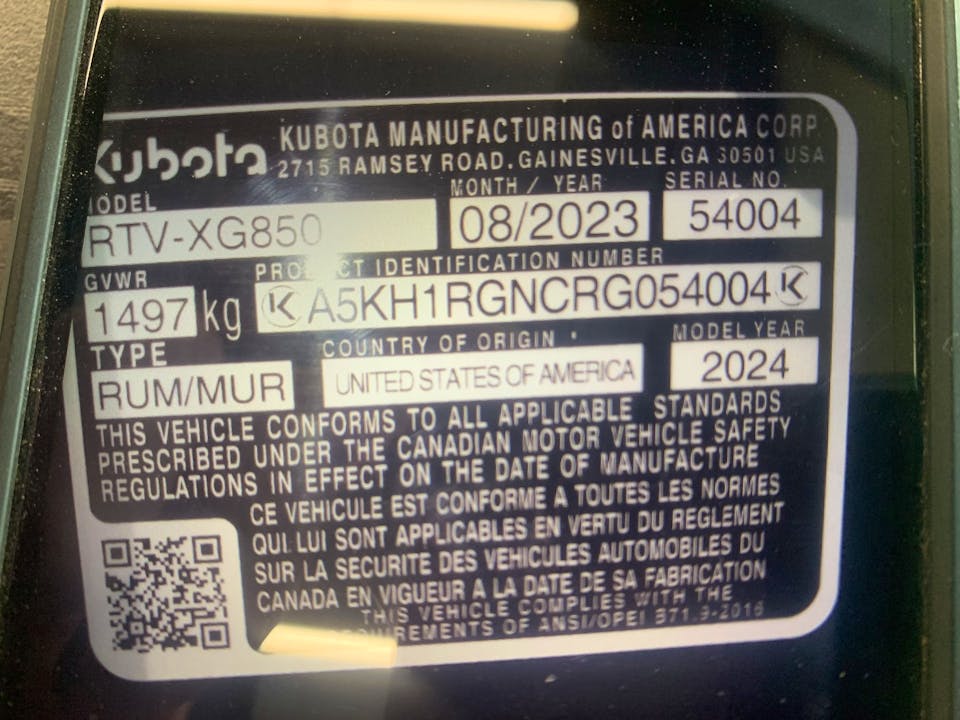 Kubota
KUBOTA MANUFACTURING of AMERICA CORP.
2715 RAMSEY ROAD. GAINESVILLE. GA 30501 USA
MODEL
MONTH / YEAR
SERIAL NO.
RTV-XG850
08/2023
54004
GVWR
PRODUCT IDENTIFICATION NUMBER
1497 kg
K A5KH1RGNCRG054004 K
TYPE
COUNTRY OF ORIGIN
MODEL YEAR
RUM/MUR
UNITED STATES OF AMERICA
2024
THIS VEHICLE CONFORMS TO ALL APPLICABLE STANDARDS
PRESCRIBED UNDER THE CANADIAN MOTOR VEHICLE SAFETY
REGULATIONS IN EFFECT ON THE DATE OF MANUFACTURE
CE VEHICULE EST CONFORME A TOUTES LES NORMES
QUI LUI SONT APPLICABLES EN VERTU DU REGLEMENT
SUR LA SECURITE DES VEHICULES AUTOMOBILES DU
CANADA EN VIGUEUR A LA DATE DE SA FABRICATION
THIS VEHICLE COMPLIES WITH THE
REQUIREMENTS OF ANSI/OPEI B71.9-2016